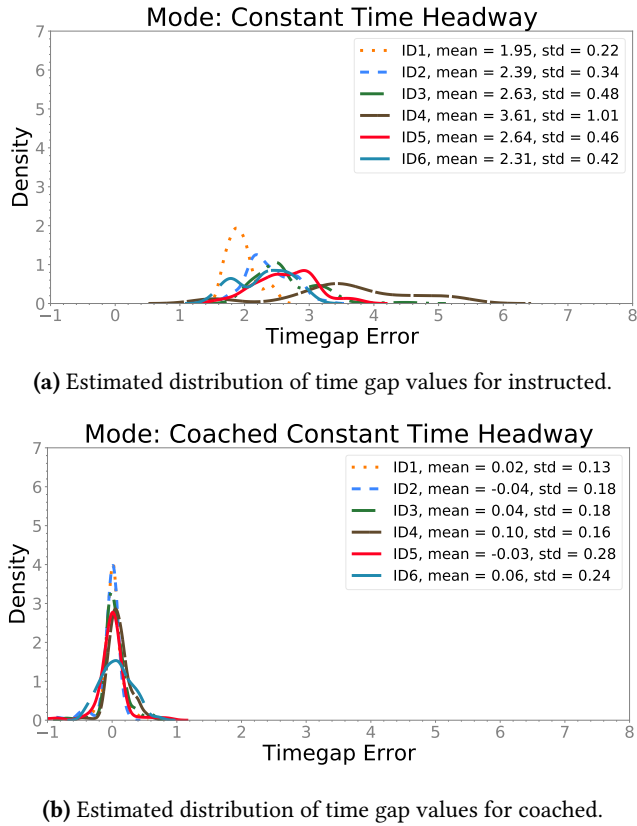 Mode: Constant Time Headway
7
6
5
4
3
2
1
0
Density
ID1, mean = 1.95, std = 0.22
ID2, mean = 2.39, std = 0.34
ID3, mean = 2.63, std = 0.48
ID4, mean = 3.61, std = 1.01
ID5, mean = 2.64, std = 0.46
ID6, mean = 2.31, std = 0.42
−1 0 1 2 3 4 5 6 7 8
Timegap Error
(a) Estimated distribution of time gap values for instructed.
Mode: Coached Constant Time Headway
7
6
5
4
3
2
1
0
Density
ID1, mean = 0.02, std = 0.13
ID2, mean = -0.04, std = 0.18
ID3, mean = 0.04, std = 0.18
ID4, mean = 0.10, std = 0.16
ID5, mean = -0.03, std = 0.28
ID6, mean = 0.06, std = 0.24
−1 0 1 2 3 4 5 6 7 8
Timegap Error
(b) Estimated distribution of time gap values for coached.